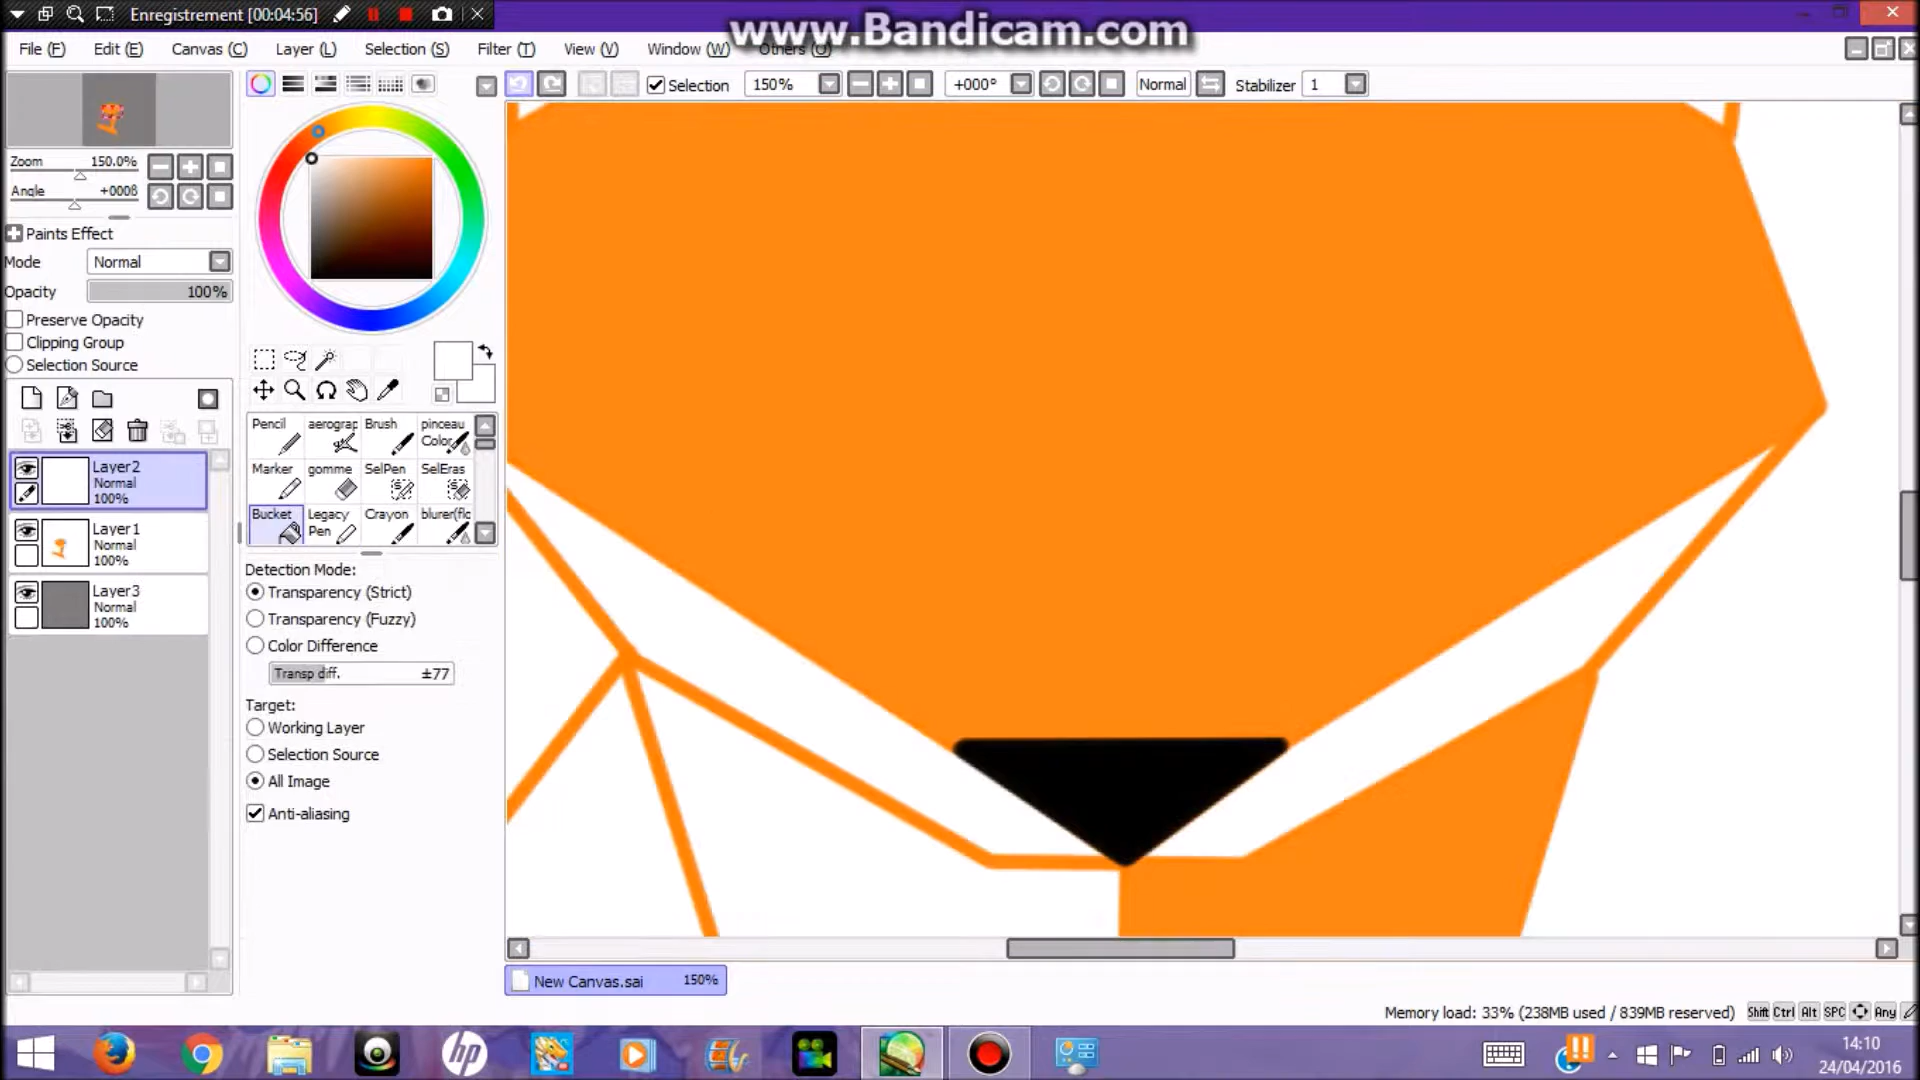 Enregistrement [00:04:56]
www.Bandicam.com
File (F) Edit (E) Canvas (C) Layer (L) Selection (S) Filter (T) View (V) Window (W) Others (O)
Selection 150% +000° Normal Stabilizer 1
Zoom 150.0%
Angle +000ß
Paints Effect
Mode Normal
Opacity 100%
Preserve Opacity
Clipping Group
Selection Source
Layer2
Normal
100%
Layer1
Normal
100%
Layer3
Normal
100%
Pencil aerograp Brush pinceau
Color
Marker gomme SelPen SelEras
Bucket Legacy Crayon blurer(flc
Pen
Detection Mode:
Transparency (Strict)
Transparency (Fuzzy)
Color Difference
Transp diff. ±77
Target:
Working Layer
Selection Source
All Image
Anti-aliasing
New Canvas.sai 150%
Memory load: 33% (238MB used / 839MB reserved) Shift Ctrl Alt SPC Any
hp
14:10
24/04/2016